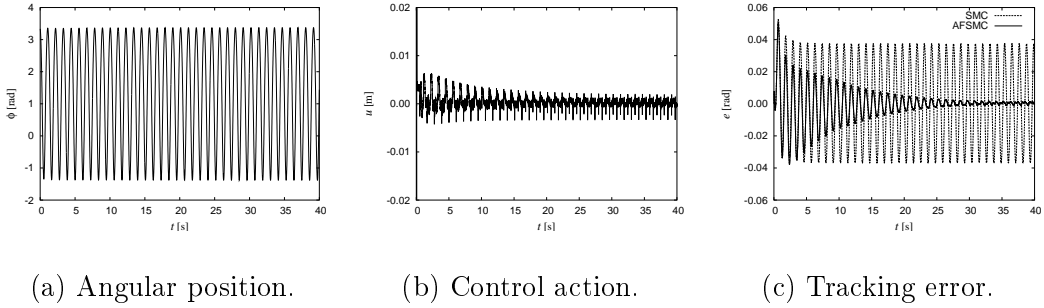 4
3
2
1
0
-1
-2
ϕ [rad]
0 5 10 15 20 25 30 35 40
t [s]
0.02
0.01
0.00
-0.01
-0.02
u [m]
0 5 10 15 20 25 30 35 40
t [s]
SMC
AFSMC
0.06
0.04
0.02
0.00
-0.02
-0.04
-0.06
e [rad]
0 5 10 15 20 25 30 35 40
t [s]
(a) Angular position.
(b) Control action.
(c) Tracking error.